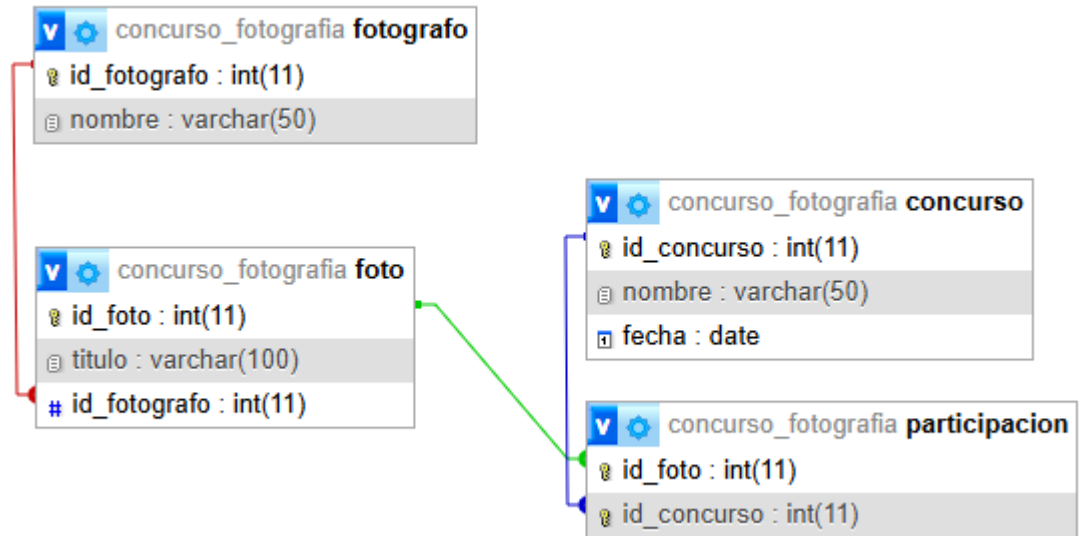 v concurso_fotografia fotografo
id_fotografo : int(11)
nombre : varchar(50)
v concurso_fotografia concurso
id_concurso : int(11)
nombre : varchar(50)
1 fecha : date
v concurso_fotografia foto
id_foto : int(11)
titulo : varchar(100)
# id_fotografo : int(11)
v concurso_fotografia participacion
id_foto : int(11)
id_concurso : int(11)